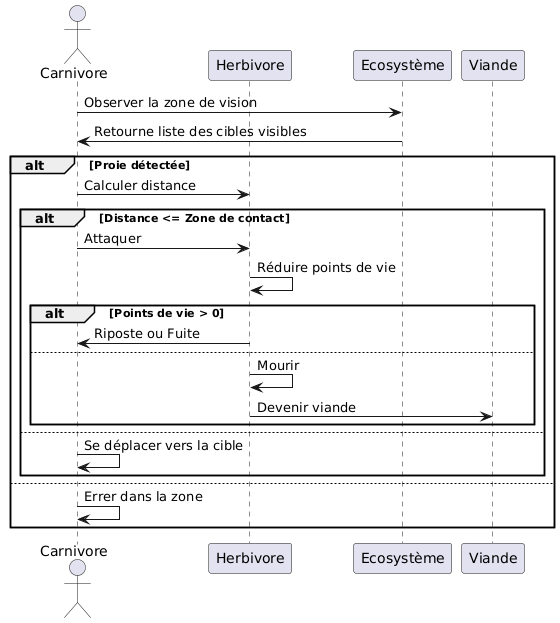 Carnivore
Herbivore
Ecosystème
Viande
Observer la zone de vision
Retourne liste des cibles visibles
alt [Proie détectée]
Calculer distance
alt [Distance <= Zone de contact]
Attaquer
Réduire points de vie
alt [Points de vie > 0]
Riposte ou Fuite
Mourir
Devenir viande
Se déplacer vers la cible
Errer dans la zone
Carnivore
Herbivore
Ecosystème
Viande